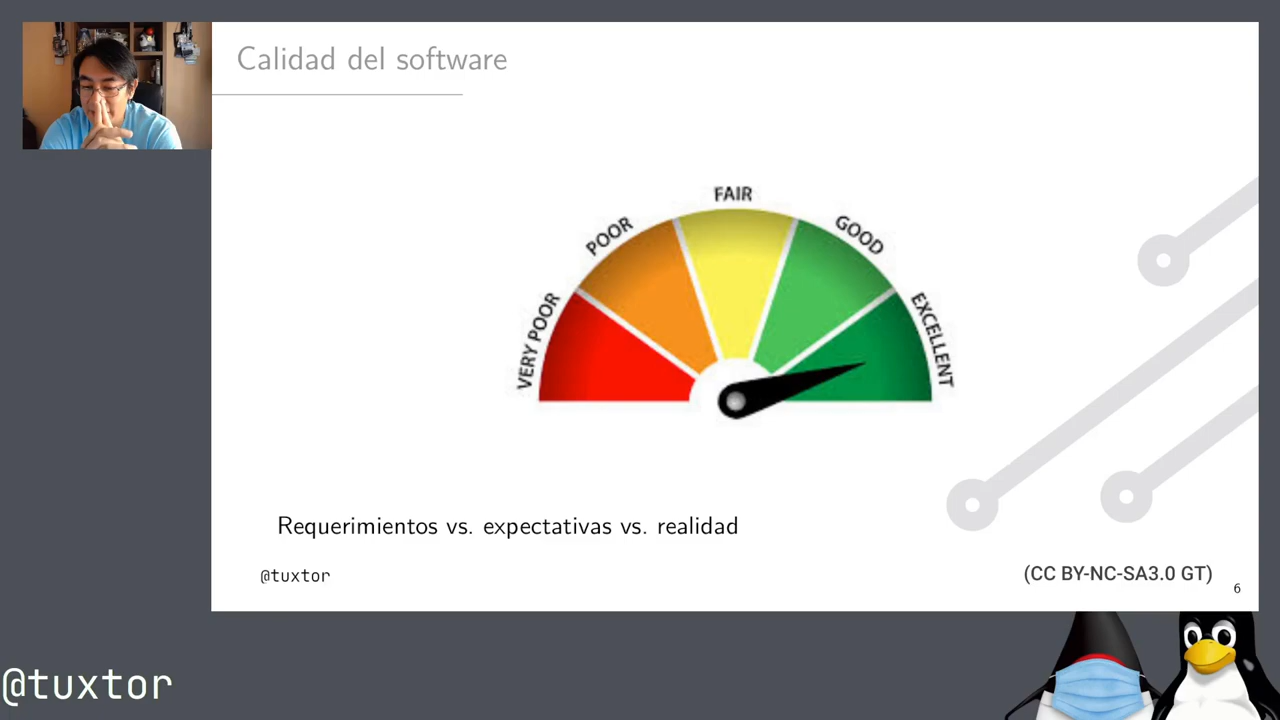 Calidad del software
VERY POOR
POOR
FAIR
GOOD
EXCELLENT
Requerimientos vs. expectativas vs. realidad
@tuxtor
(CC BY-NC-SA3.0 GT)
6
@tuxtor